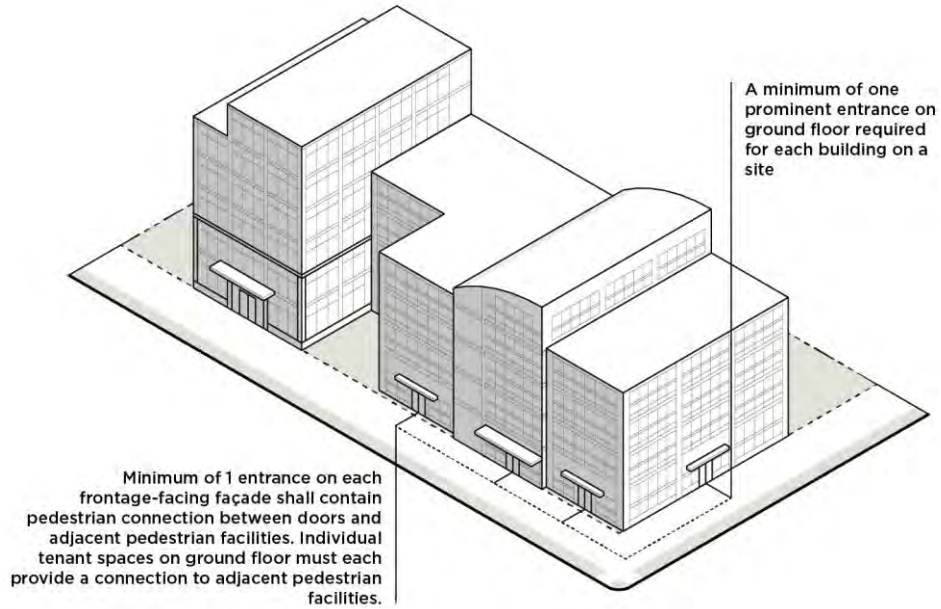 A minimum of one
prominent entrance on
ground floor required
for each building on a
site
Minimum of 1 entrance on each
frontage-facing façade shall contain
pedestrian connection between doors and
adjacent pedestrian facilities. Individual
tenant spaces on ground floor must each
provide a connection to adjacent pedestrian
facilities.